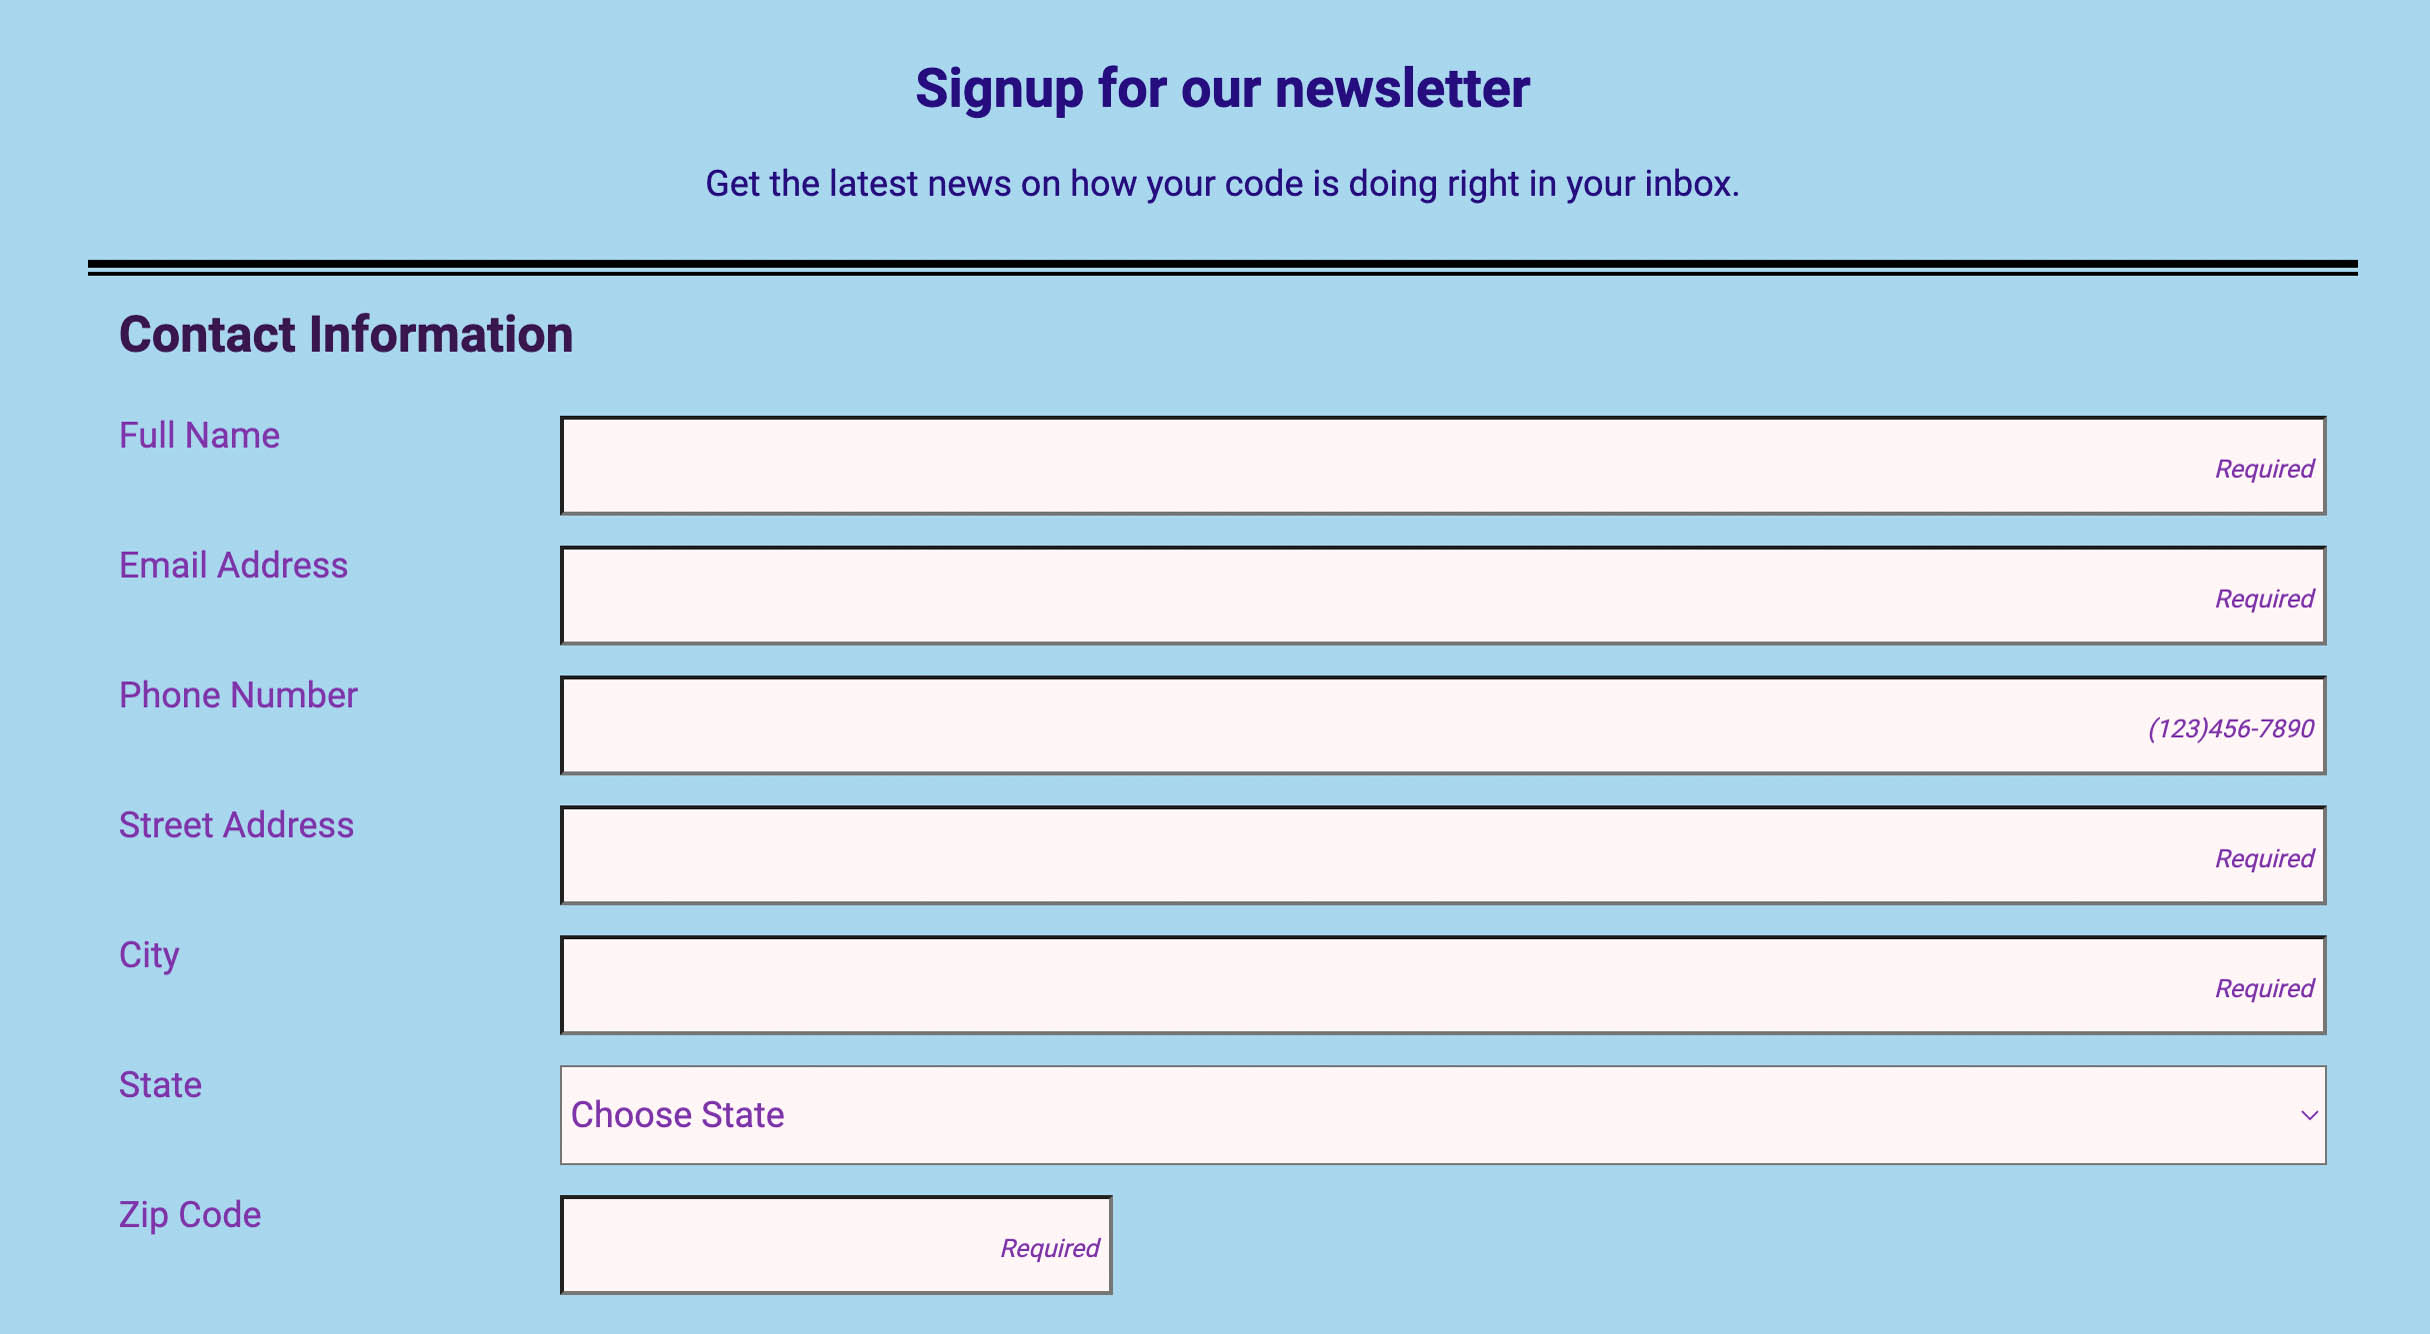 Signup for our newsletter
Get the latest news on how your code is doing right in your inbox.
Contact Information
Full Name
Required
Email Address
Required
Phone Number
(123)456-7890
Street Address
Required
City
Required
State
Choose State
Zip Code
Required